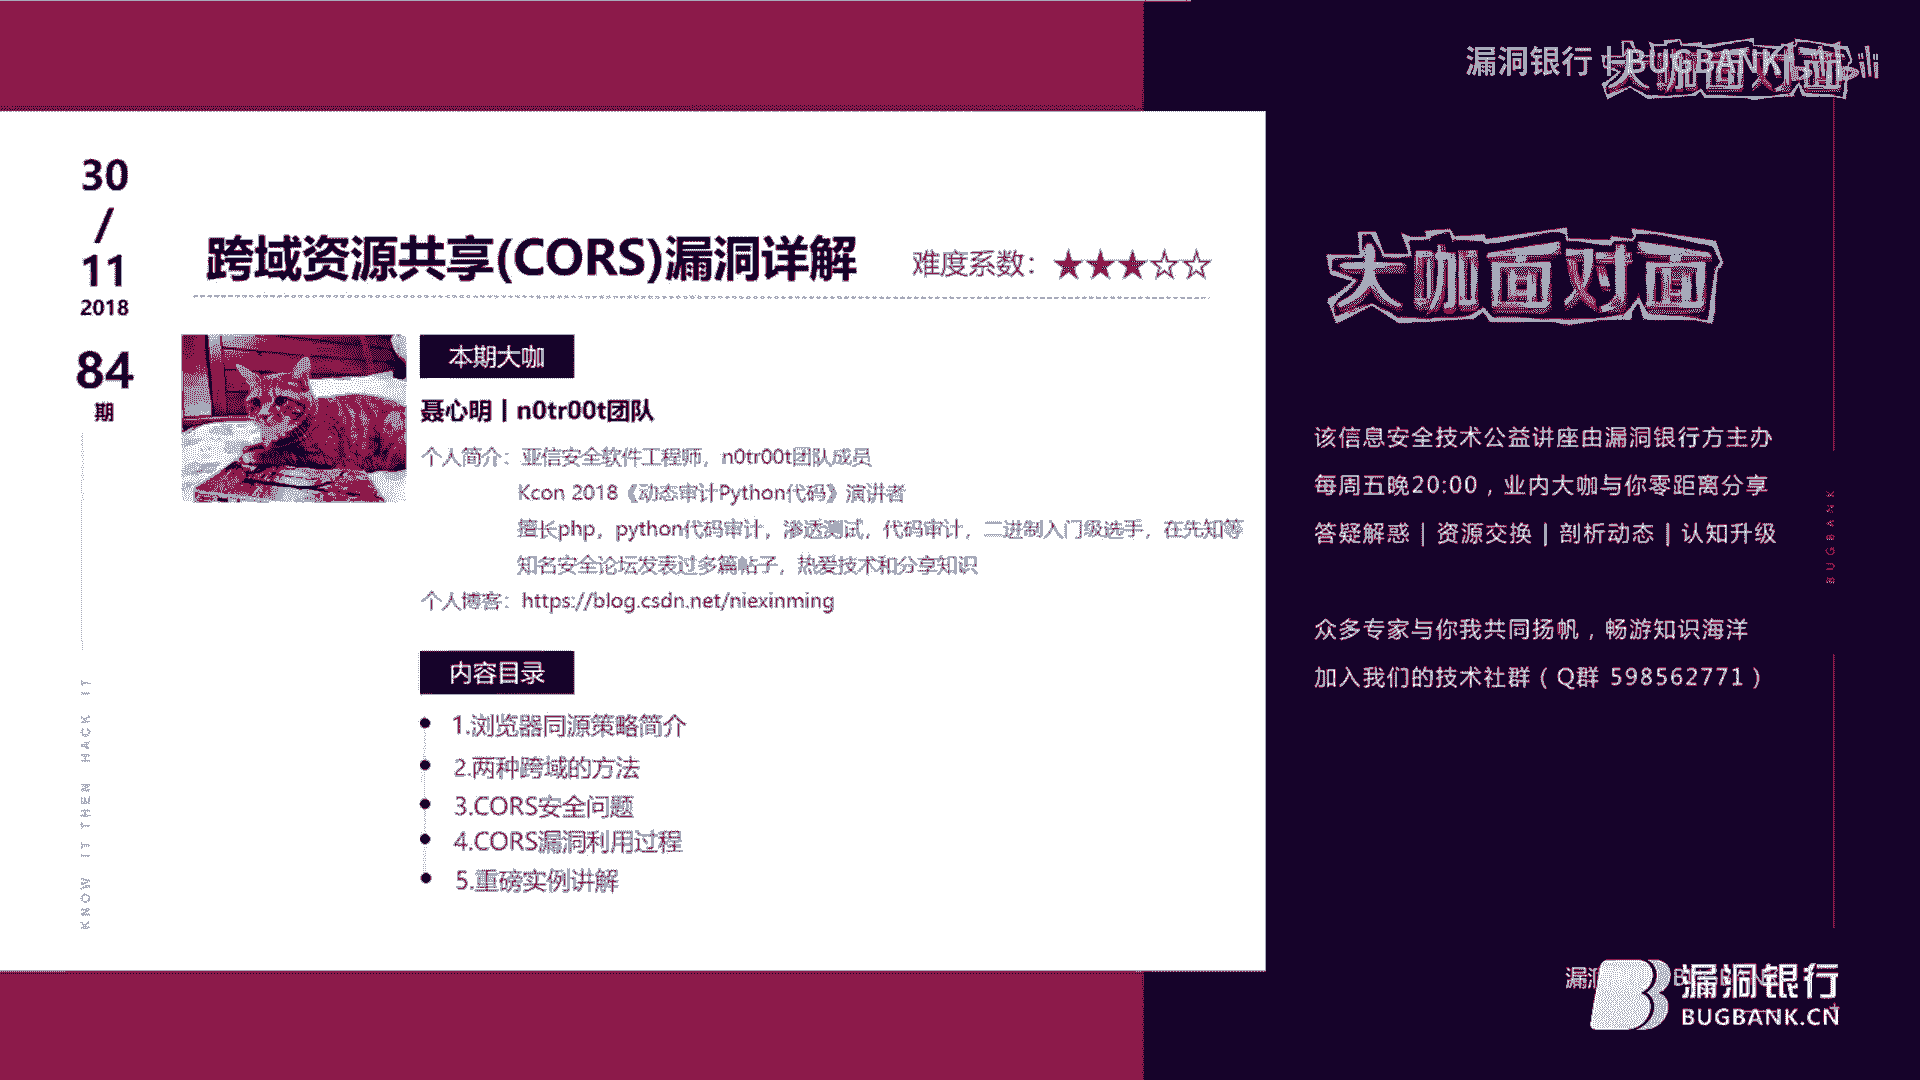 漏洞银行 | BUGBANK
大咖面对面
30
/
11
2018
84
期
跨域资源共享(CORS)漏洞详解
难度系数：★★★☆☆
本期大咖
聂心明 | n0tr00t团队
个人简介：亚信安全软件工程师，n0tr00t团队成员
Kcon 2018《动态审计Python代码》演讲者
擅长php，python代码审计，渗透测试，代码审计，二进制入门级选手，在先知等
知名安全论坛发表过多篇帖子，热爱技术和分享知识
个人博客：https://blog.csdn.net/niexinming
内容目录
1.浏览器同源策略简介
2.两种跨域的方法
3.CORS安全问题
4.CORS漏洞利用过程
5.重磅实例讲解
KNOW IT THEN HACK IT
大咖面对面
该信息安全技术公益讲座由漏洞银行方主办
每周五晚20:00，业内大咖与你零距离分享
答疑解惑 | 资源交换 | 剖析动态 | 认知升级
众多专家与你我共同扬帆，畅游知识海洋
加入我们的技术社群（Q群 598562771）
BUGBANK
漏洞银行
BUGBANK.CN